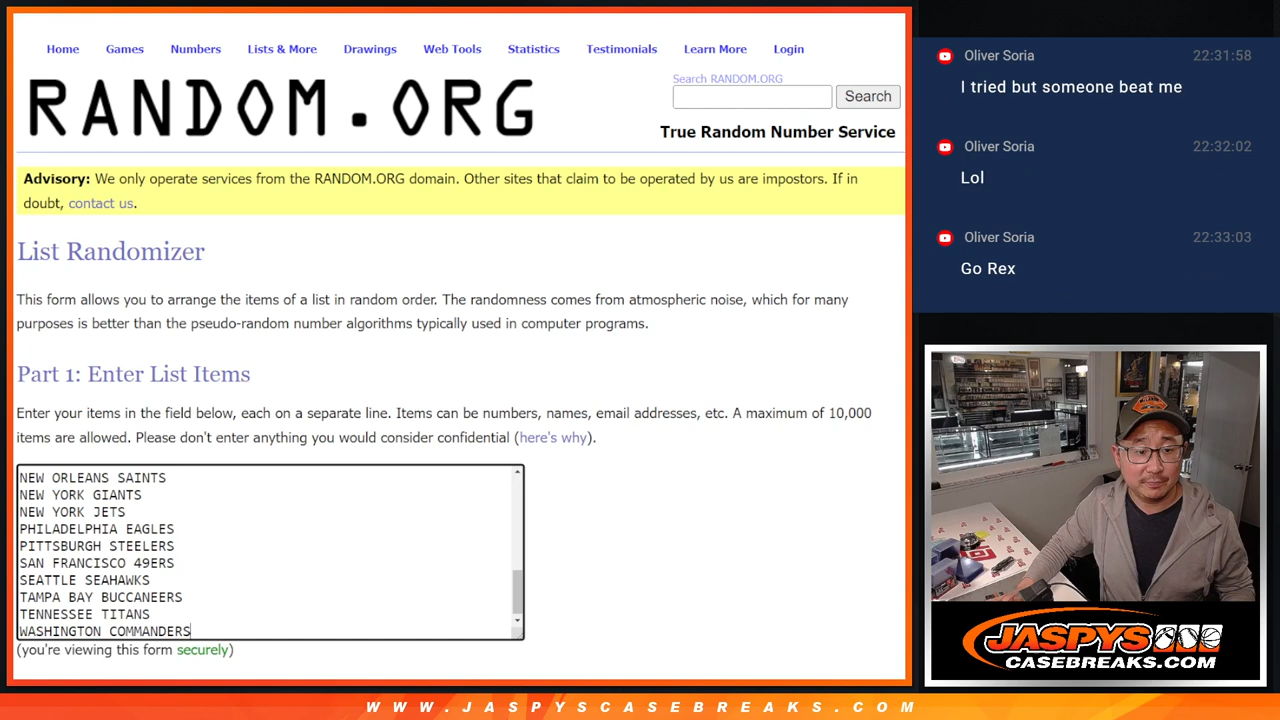 Home Games Numbers Lists & More Drawings Web Tools Statistics Testimonials Learn More Login
RANDOM.ORG
Search RANDOM.ORG
Search
True Random Number Service
Advisory: We only operate services from the RANDOM.ORG domain. Other sites that claim to be operated by us are impostors. If in
doubt, contact us.
List Randomizer
This form allows you to arrange the items of a list in random order. The randomness comes from atmospheric noise, which for many
purposes is better than the pseudo-random number algorithms typically used in computer programs.
Part 1: Enter List Items
Enter your items in the field below, each on a separate line. Items can be numbers, names, email addresses, etc. A maximum of 10,000
items are allowed. Please don't enter anything you would consider confidential (here's why).
NEW ORLEANS SAINTS
NEW YORK GIANTS
NEW YORK JETS
PHILADELPHIA EAGLES
PITTSBURGH STEELERS
SAN FRANCISCO 49ERS
SEATTLE SEAHAWKS
TAMPA BAY BUCCANEERS
TENNESSEE TITANS
WASHINGTON COMMANDERS
(you're viewing this form securely)
Oliver Soria 22:31:58
I tried but someone beat me
Oliver Soria 22:32:02
Lol
Oliver Soria 22:33:03
Go Rex
JASPYS
CASEBREAKS.COM
WWW.JASPYSCASEBREAKS.COM